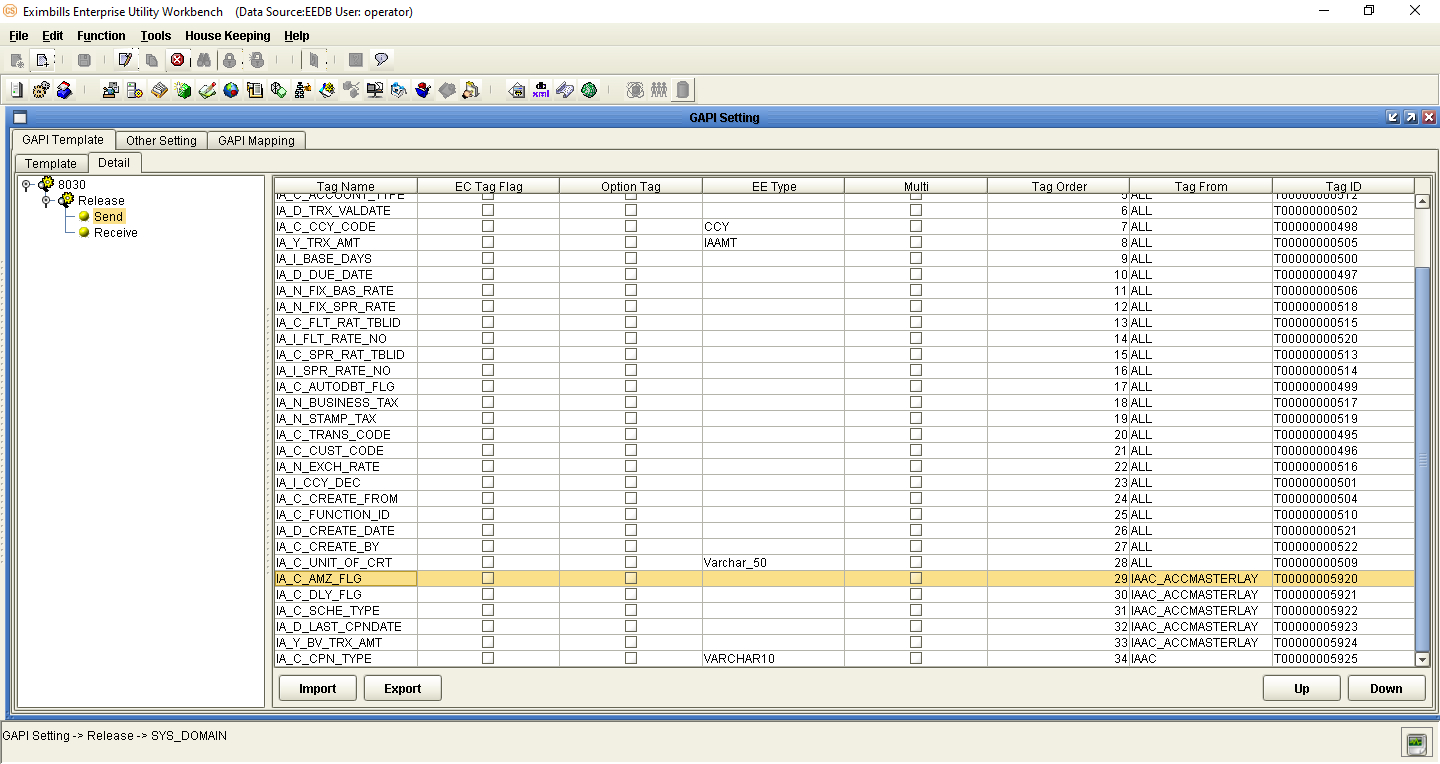 Eximbills Enterprise Utility Workbench (Data Source:EEDB User: operator)
File Edit Function Tools House Keeping Help
GAPI Setting
GAPI Template Other Setting GAPI Mapping
Template Detail
8030
Release
Send
Receive
Tag Name EC Tag Flag Option Tag EE Type Multi Tag Order Tag From Tag ID
IA_C_ACCOUNT_TYPE 5 ALL T00000000512
IA_D_TRX_VALDATE 6 ALL T00000000502
IA_C_CCY_CODE CCY 7 ALL T00000000498
IA_Y_TRX_AMT IAAMT 8 ALL T00000000505
IA_I_BASE_DAYS 9 ALL T00000000500
IA_D_DUE_DATE 10 ALL T00000000497
IA_N_FIX_BAS_RATE 11 ALL T00000000506
IA_N_FIX_SPR_RATE 12 ALL T00000000518
IA_C_FLT_RAT_TBLID 13 ALL T00000000515
IA_I_FLT_RATE_NO 14 ALL T00000000520
IA_C_SPR_RAT_TBLID 15 ALL T00000000513
IA_I_SPR_RATE_NO 16 ALL T00000000514
IA_C_AUTODBT_FLG 17 ALL T00000000499
IA_N_BUSINESS_TAX 18 ALL T00000000517
IA_N_STAMP_TAX 19 ALL T00000000519
IA_C_TRANS_CODE 20 ALL T00000000495
IA_C_CUST_CODE 21 ALL T00000000496
IA_N_EXCH_RATE 22 ALL T00000000516
IA_I_CCY_DEC 23 ALL T00000000501
IA_C_CREATE_FROM 24 ALL T00000000504
IA_C_FUNCTION_ID 25 ALL T00000000510
IA_D_CREATE_DATE 26 ALL T00000000521
IA_C_CREATE_BY 27 ALL T00000000522
IA_C_UNIT_OF_CRT Varchar_50 28 ALL T00000000509
IA_C_AMZ_FLG 29 IAAC_ACCMASTERLAY T00000005920
IA_C_DLY_FLG 30 IAAC_ACCMASTERLAY T00000005921
IA_C_SCHE_TYPE 31 IAAC_ACCMASTERLAY T00000005922
IA_D_LAST_CPNDATE 32 IAAC_ACCMASTERLAY T00000005923
IA_Y_BV_TRX_AMT 33 IAAC_ACCMASTERLAY T00000005924
IA_C_CPN_TYPE VARCHAR10 34 IAAC T00000005925
Import Export Up Down
GAPI Setting -> Release -> SYS_DOMAIN